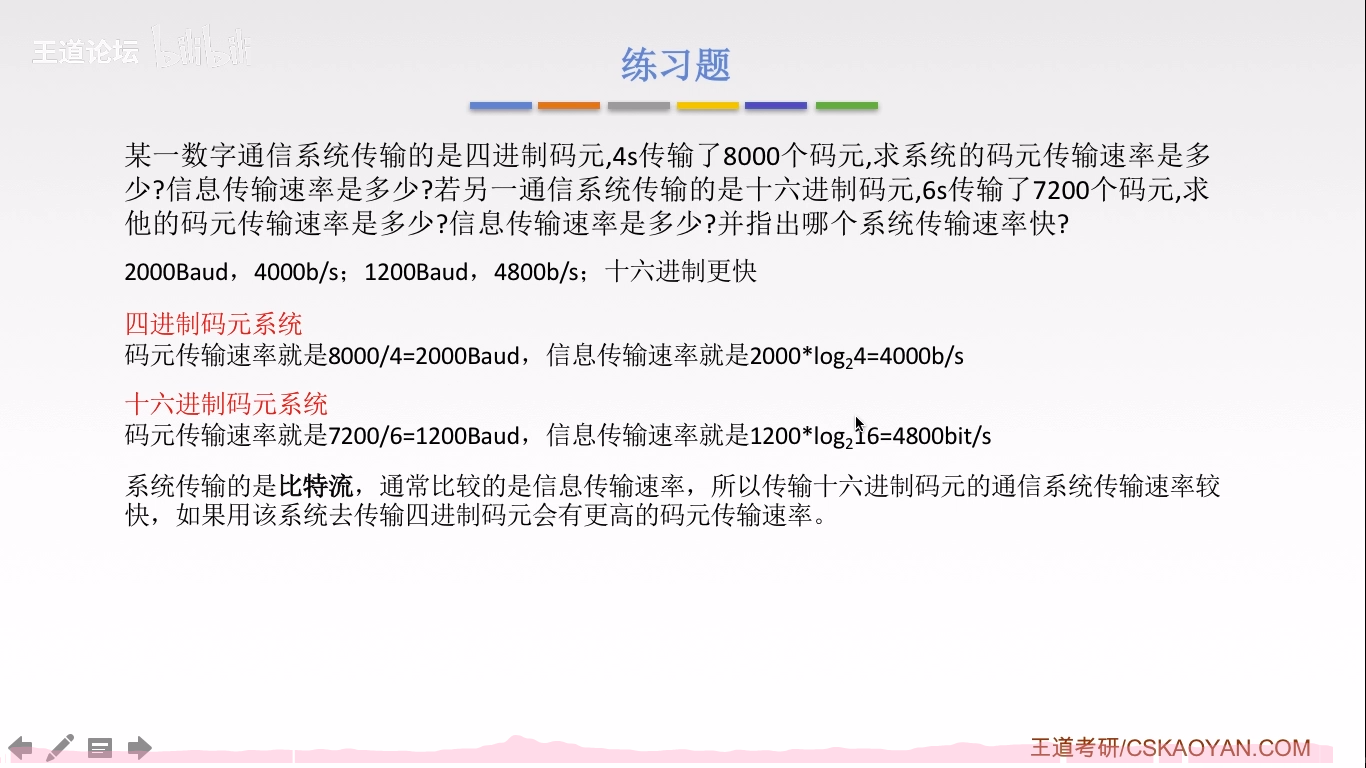 王道论坛 bilibili
练习题
某一数字通信系统传输的是四进制码元,4s传输了8000个码元,求系统的码元传输速率是多
少?信息传输速率是多少?若另一通信系统传输的是十六进制码元,6s传输了7200个码元,求
他的码元传输速率是多少?信息传输速率是多少?并指出哪个系统传输速率快?
2000Baud，4000b/s；1200Baud，4800b/s；十六进制更快
四进制码元系统
码元传输速率就是8000/4=2000Baud，信息传输速率就是2000*log₂4=4000b/s
十六进制码元系统
码元传输速率就是7200/6=1200Baud，信息传输速率就是1200*log₂16=4800bit/s
系统传输的是比特流，通常比较的是信息传输速率，所以传输十六进制码元的通信系统传输速率较
快，如果用该系统去传输四进制码元会有更高的码元传输速率。
王道考研/CSKAOYAN.COM